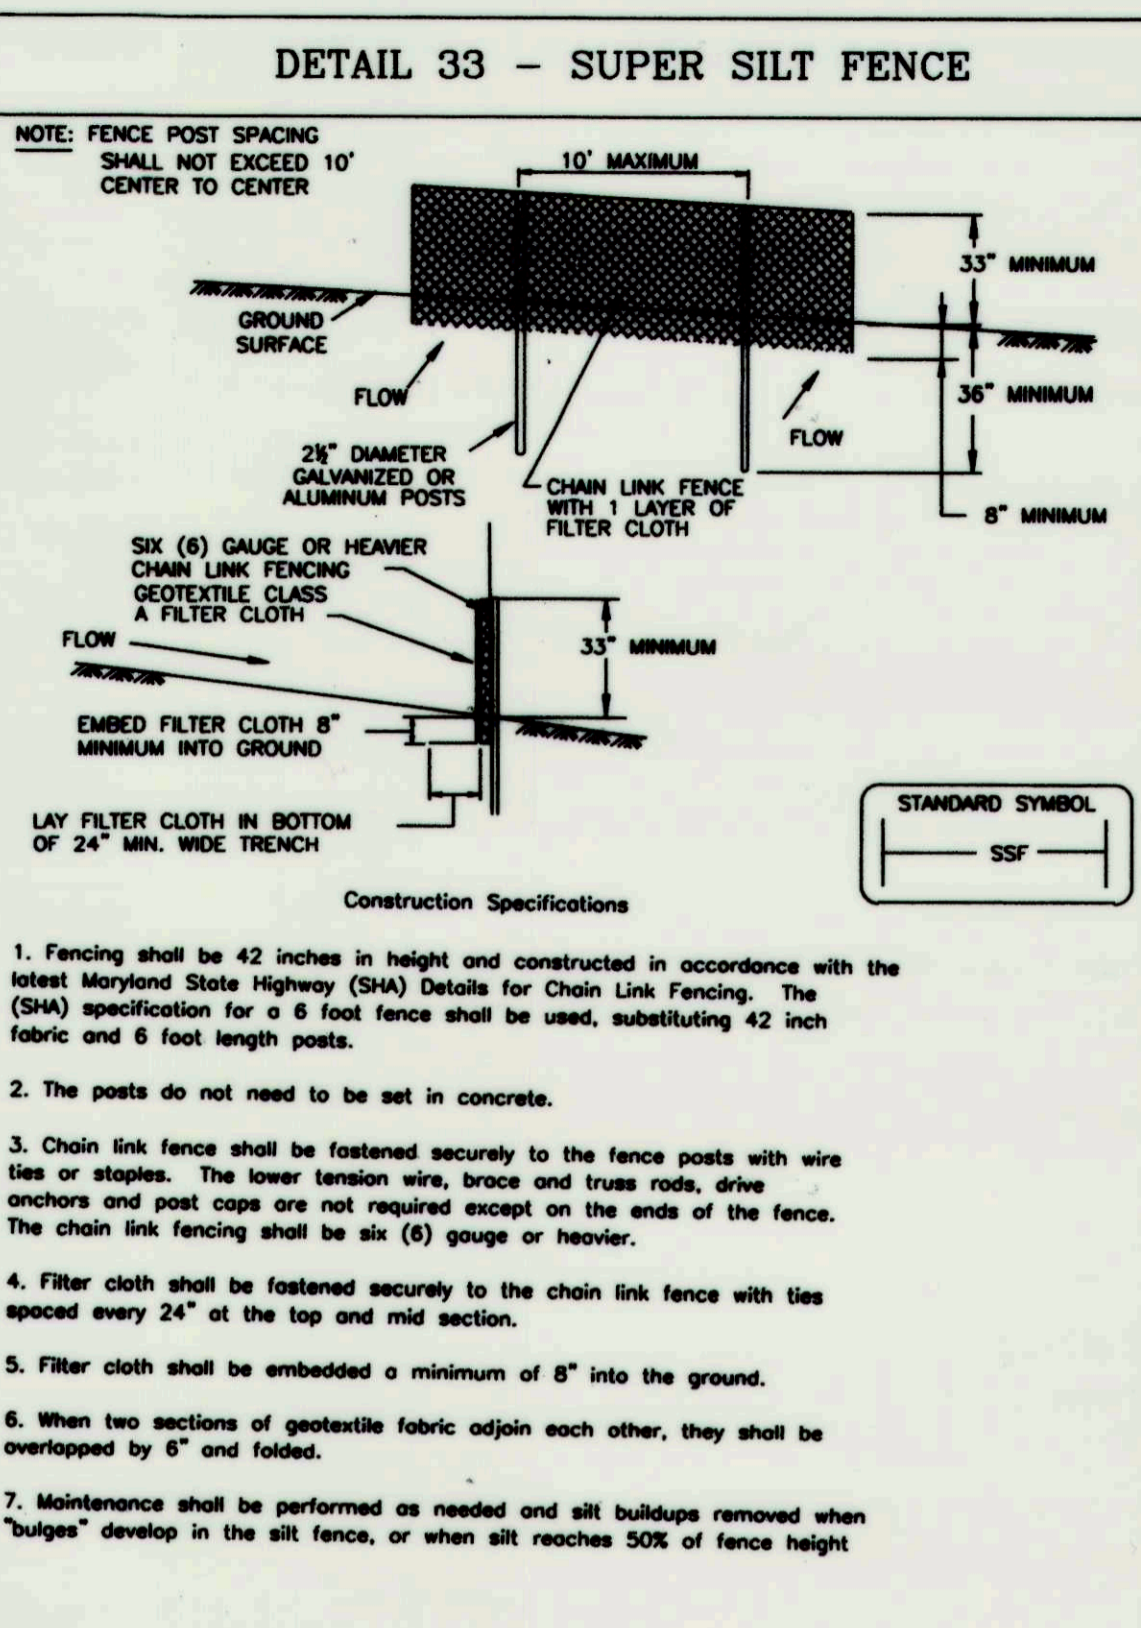 DETAIL 33 - SUPER SILT FENCE
NOTE: FENCE POST SPACING
SHALL NOT EXCEED 10'
CENTER TO CENTER
10' MAXIMUM
33" MINIMUM
GROUND
SURFACE
FLOW
36" MINIMUM
FLOW
2½" DIAMETER
GALVANIZED OR
ALUMINUM POSTS
CHAIN LINK FENCE
WITH 1 LAYER OF
FILTER CLOTH
8" MINIMUM
SIX (6) GAUGE OR HEAVIER
CHAIN LINK FENCING
GEOTEXTILE CLASS
A FILTER CLOTH
FLOW
33" MINIMUM
EMBED FILTER CLOTH 8"
MINIMUM INTO GROUND
LAY FILTER CLOTH IN BOTTOM
OF 24" MIN. WIDE TRENCH
STANDARD SYMBOL
SSF
Construction Specifications
1. Fencing shall be 42 inches in height and constructed in accordance with the
latest Maryland State Highway (SHA) Details for Chain Link Fencing. The
(SHA) specification for a 6 foot fence shall be used, substituting 42 inch
fabric and 6 foot length posts.
2. The posts do not need to be set in concrete.
3. Chain link fence shall be fastened securely to the fence posts with wire
ties or staples. The lower tension wire, brace and truss rods, drive
anchors and post caps are not required except on the ends of the fence.
The chain link fencing shall be six (6) gauge or heavier.
4. Filter cloth shall be fastened securely to the chain link fence with ties
spaced every 24" at the top and mid section.
5. Filter cloth shall be embedded a minimum of 8" into the ground.
6. When two sections of geotextile fabric adjoin each other, they shall be
overlapped by 6" and folded.
7. Maintenance shall be performed as needed and silt buildups removed when
"bulges" develop in the silt fence, or when silt reaches 50% of fence height